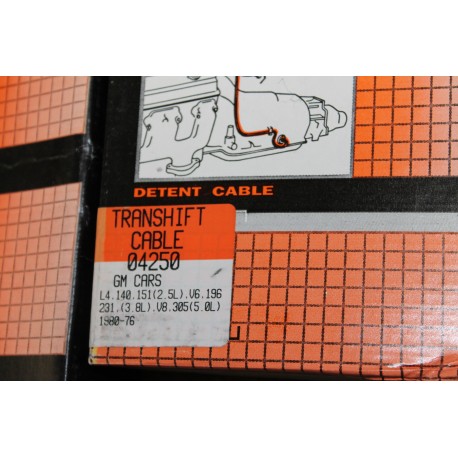 DETENT CABLE
TRANSHIFT
CABLE
04250
GM CARS
L4.140.151(2.5L).V6.196
231.(3.8L).V8.305(5.0L)
1980-76